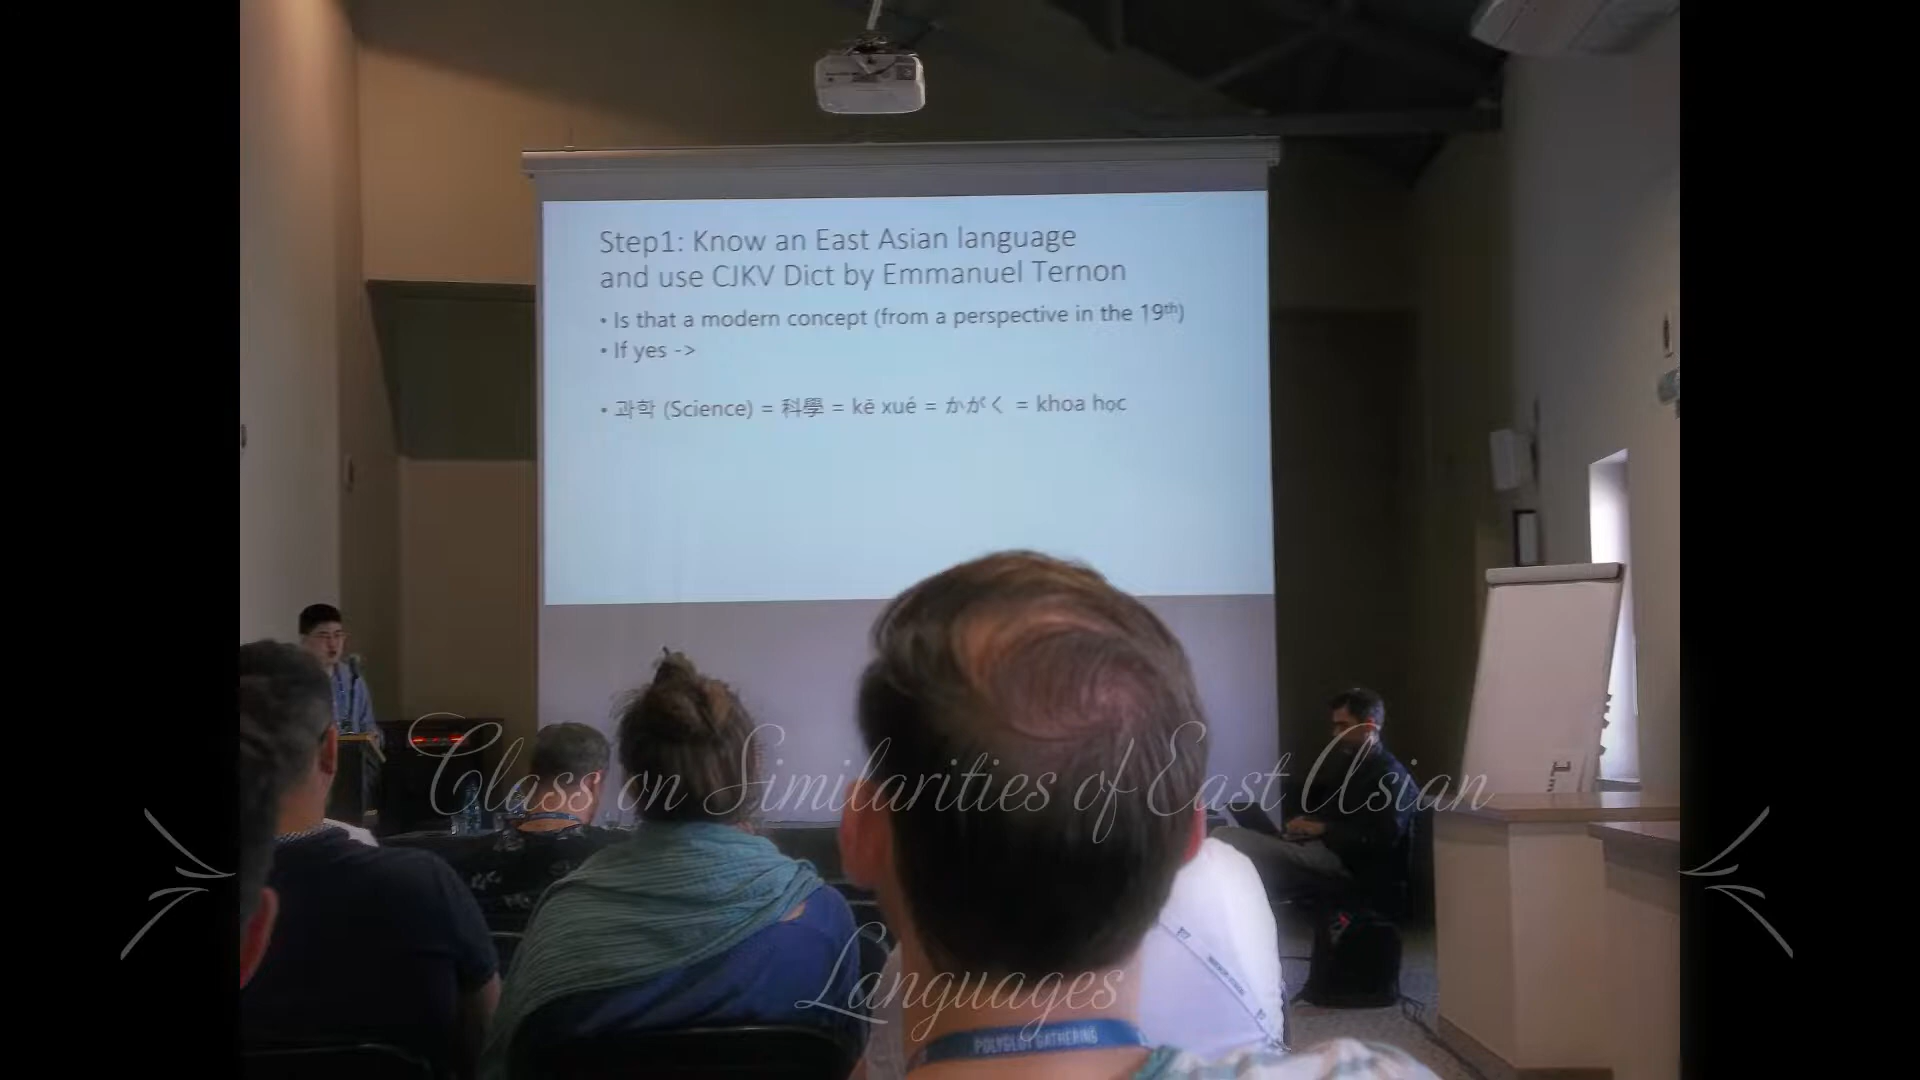 Step1: Know an East Asian language
and use CJKV Dict by Emmanuel Ternon
• Is that a modern concept (from a perspective in the 19th)
• If yes ->
• 과학 (Science) = 科學 = kē xué = かがく = khoa học
Class on Similarities of East Asian
Languages
POLYGLOT GATHERING